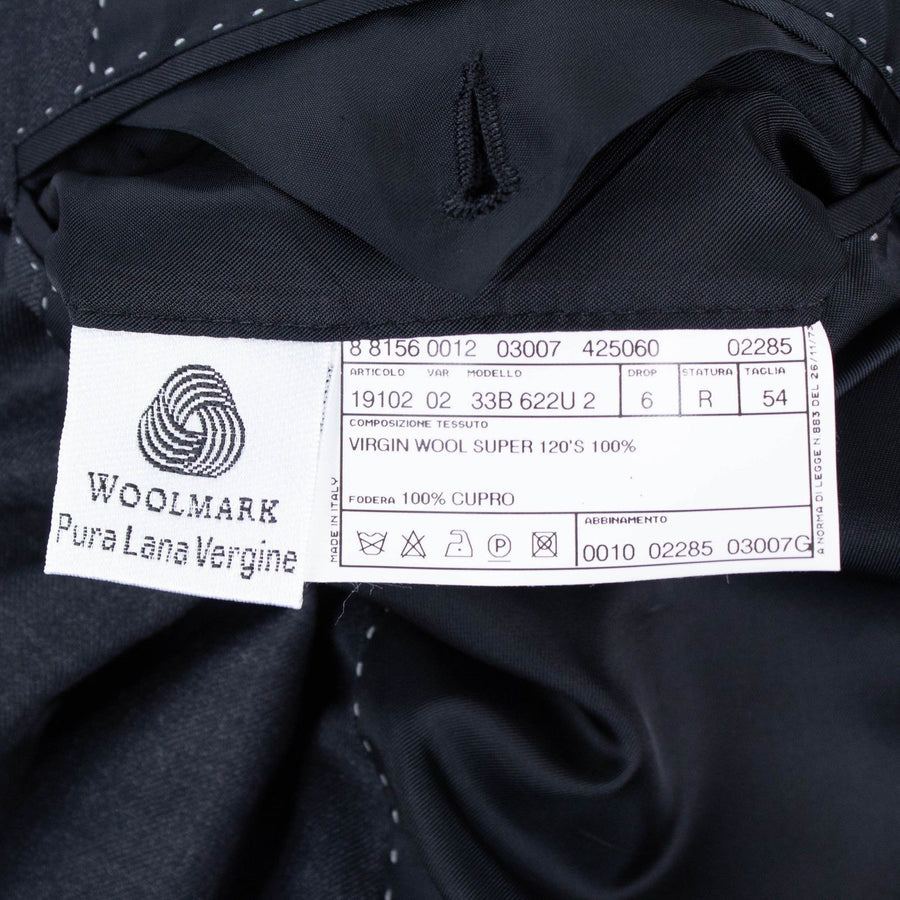 WOOLMARK
Pura Lana Vergine
MADE IN ITALY
8 8156 0012 03007 425060 02285
ARTICOLO VAR MODELLO DROP STATURA TAGLIA
19102 02 33B 622U 2 6 R 54
COMPOSIZIONE TESSUTO
VIRGIN WOOL SUPER 120'S 100%
FODERA 100% CUPRO
P
ABBINAMENTO
0010 02285 03007G
A NORMA DI LEGGE N 883 DEL 26/11/73